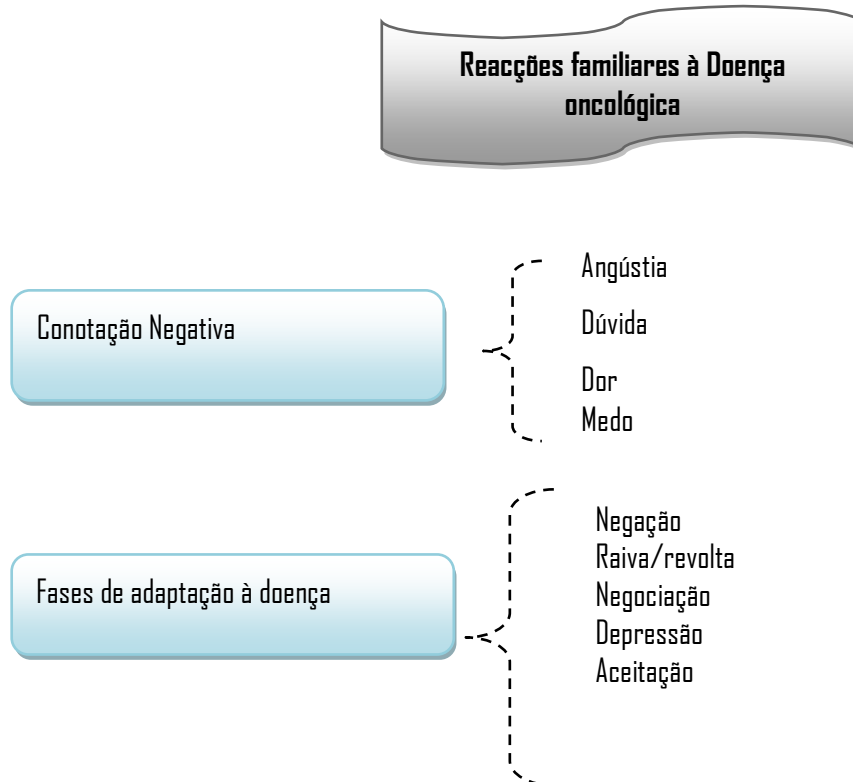 Reacções familiares à Doença
oncológica
Conotação Negativa
Angústia
Dúvida
Dor
Medo
Fases de adaptação à doença
Negação
Raiva/revolta
Negociação
Depressão
Aceitação